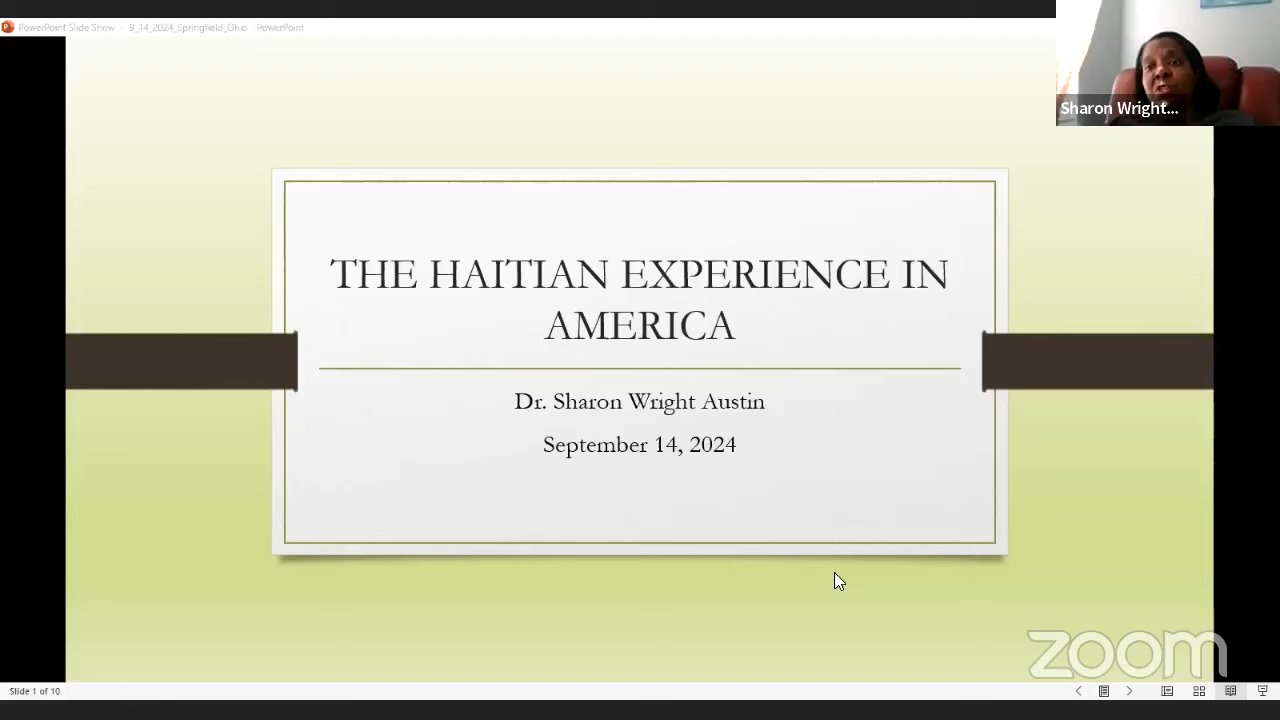 PowerPoint Slide Show - 9_14_2024_Springfield_Ohio - PowerPoint
Sharon Wright...
THE HAITIAN EXPERIENCE IN
AMERICA
Dr. Sharon Wright Austin
September 14, 2024
zoom
Slide 1 of 10